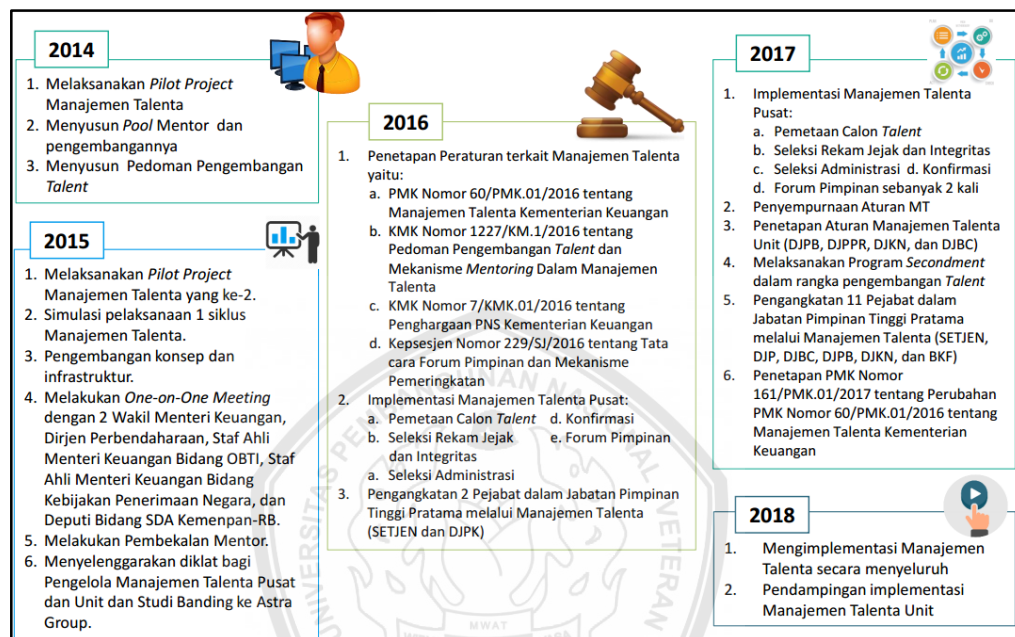 2014
1. Melaksanakan Pilot Project
Manajemen Talenta
2. Menyusun Pool Mentor dan
pengembangannya
3. Menyusun Pedoman Pengembangan
Talent
2015
1. Melaksanakan Pilot Project
Manajemen Talenta yang ke-2.
2. Simulasi pelaksanaan 1 siklus
Manajemen Talenta.
3. Pengembangan konsep dan
infrastruktur.
4. Melakukan One-on-One Meeting
dengan 2 Wakil Menteri Keuangan,
Dirjen Perbendaharaan, Staf Ahli
Menteri Keuangan Bidang OBTI, Staf
Ahli Menteri Keuangan Bidang
Kebijakan Penerimaan Negara, dan
Deputi Bidang SDA Kemenpan-RB.
5. Melakukan Pembekalan Mentor.
6. Menyelenggarakan diklat bagi
Pengelola Manajemen Talenta Pusat
dan Unit dan Studi Banding ke Astra
Group.
2016
1. Penetapan Peraturan terkait Manajemen Talenta
yaitu:
a. PMK Nomor 60/PMK.01/2016 tentang
Manajemen Talenta Kementerian Keuangan
b. KMK Nomor 1227/KM.1/2016 tentang
Pedoman Pengembangan Talent dan
Mekanisme Mentoring Dalam Manajemen
Talenta
c. KMK Nomor 7/KMK.01/2016 tentang
Penghargaan PNS Kementerian Keuangan
d. Kepsesjen Nomor 229/SJ/2016 tentang Tata
cara Forum Pimpinan dan Mekanisme
Pemeringkatan
2. Implementasi Manajemen Talenta Pusat:
a. Pemetaan Calon Talent d. Konfirmasi
b. Seleksi Rekam Jejak e. Forum Pimpinan
dan Integritas
a. Seleksi Administrasi
3. Pengangkatan 2 Pejabat dalam Jabatan Pimpinan
Tinggi Pratama melalui Manajemen Talenta
(SETJEN dan DJPK)
2017
1. Implementasi Manajemen Talenta
Pusat:
a. Pemetaan Calon Talent
b. Seleksi Rekam Jejak dan Integritas
c. Seleksi Administrasi d. Konfirmasi
d. Forum Pimpinan sebanyak 2 kali
2. Penyempurnaan Aturan MT
3. Penetapan Aturan Manajemen Talenta
Unit (DJPB, DJPPR, DJKN, dan DJBC)
4. Melaksanakan Program Secondment
dalam rangka pengembangan Talent
5. Pengangkatan 11 Pejabat dalam
Jabatan Pimpinan Tinggi Pratama
melalui Manajemen Talenta (SETJEN,
DJP, DJBC, DJPB, DJKN, dan BKF)
6. Penetapan PMK Nomor
161/PMK.01/2017 tentang Perubahan
PMK Nomor 60/PMK.01/2016 tentang
Manajemen Talenta Kementerian
Keuangan
2018
1. Mengimplementasi Manajemen
Talenta secara menyeluruh
2. Pendampingan implementasi
Manajemen Talenta Unit
UNIVERSITAS PEMBANGUNAN NASIONAL VETERAN
MWAT